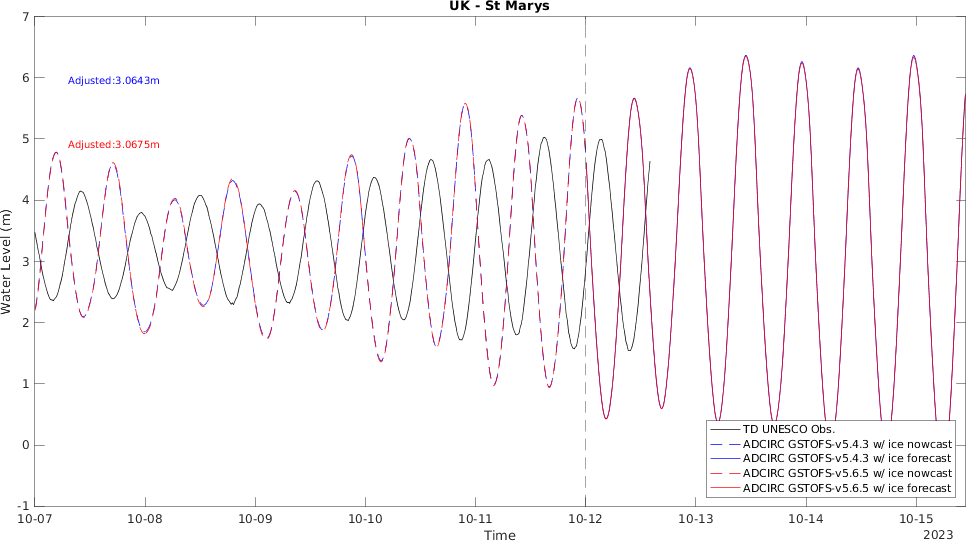 UK - St Marys
7
6
5
4
3
2
1
0
-1
Water Level (m)
Adjusted:3.0643m
Adjusted:3.0675m
TD UNESCO Obs.
ADCIRC GSTOFS-v5.4.3 w/ ice nowcast
ADCIRC GSTOFS-v5.4.3 w/ ice forecast
ADCIRC GSTOFS-v5.6.5 w/ ice nowcast
ADCIRC GSTOFS-v5.6.5 w/ ice forecast
10-07 10-08 10-09 10-10 10-11 10-12 10-13 10-14 10-15
Time
2023